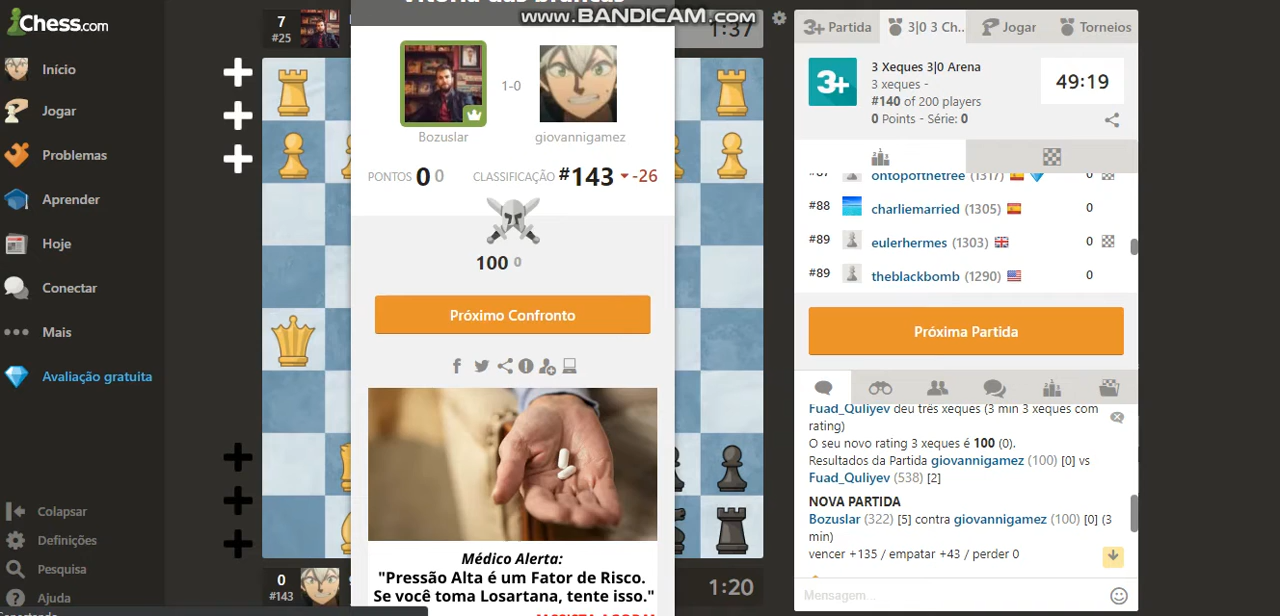 www.BANDICAM.com
Chess.com
Início
Jogar
Problemas
Aprender
Hoje
Conectar
Mais
Avaliação gratuita
Colapsar
Definições
Pesquisa
Ajuda
7
#25
1:37
Bozuslar
1-0
giovannigamez
PONTOS 0 0
CLASSIFICAÇÃO #143 -26
100 0
Próximo Confronto
Médico Alerta:
"Pressão Alta é um Fator de Risco.
Se você toma Losartana, tente isso."
0
#143
1:20
3+ Partida
3|0 3 Ch..
Jogar
Torneios
3+
3 Xeques 3|0 Arena
3 xeques -
#140 of 200 players
0 Points - Série: 0
49:19
#87 ontopofthetree (1317) 0
#88 charliemarried (1305) 0
#89 eulerhermes (1303) 0
#89 theblackbomb (1290) 0
Próxima Partida
Fuad_Quliyev deu três xeques (3 min 3 xeques com
rating)
O seu novo rating 3 xeques é 100 (0).
Resultados da Partida giovannigamez (100) [0] vs
Fuad_Quliyev (538) [2]
NOVA PARTIDA
Bozuslar (322) [5] contra giovannigamez (100) [0] (3
min)
vencer +135 / empatar +43 / perder 0
Mensagem...